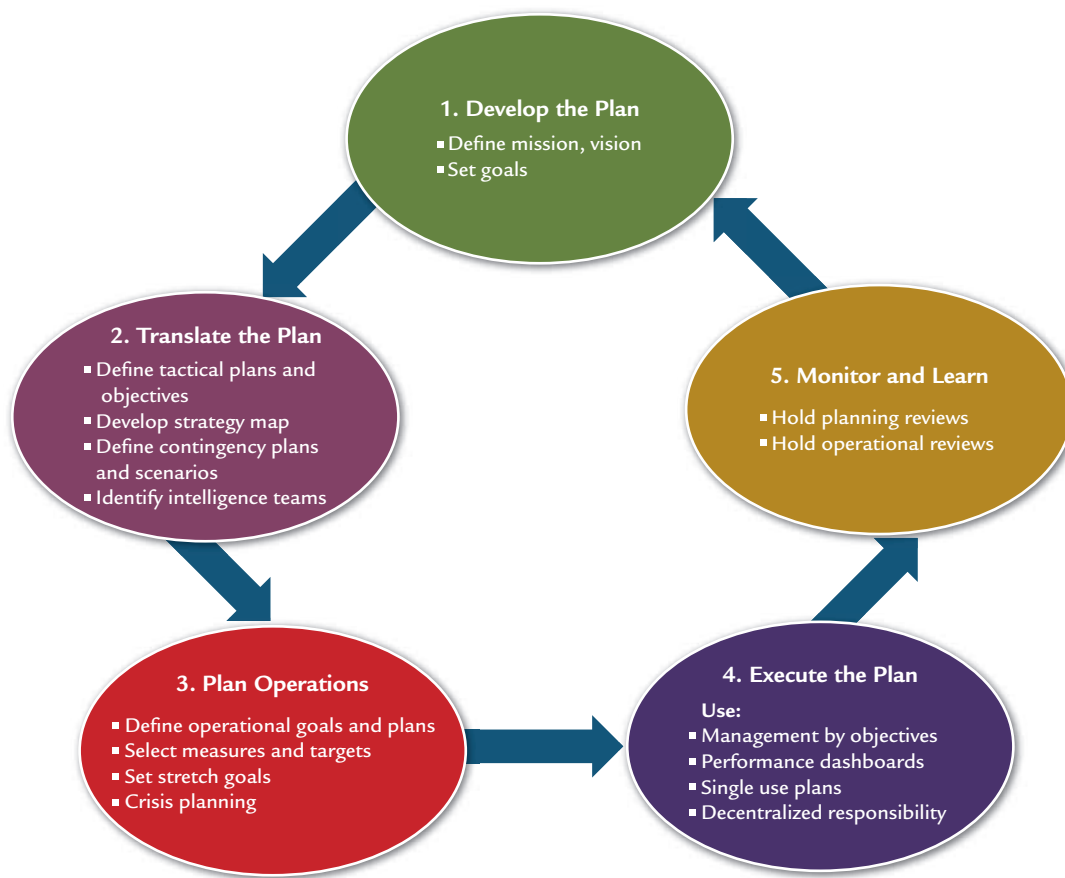 1. Develop the Plan
▪ Define mission, vision
▪ Set goals
2. Translate the Plan
▪ Define tactical plans and
objectives
▪ Develop strategy map
▪ Define contingency plans
and scenarios
▪ Identify intelligence teams
3. Plan Operations
▪ Define operational goals and plans
▪ Select measures and targets
▪ Set stretch goals
▪ Crisis planning
4. Execute the Plan
Use:
▪ Management by objectives
▪ Performance dashboards
▪ Single use plans
▪ Decentralized responsibility
5. Monitor and Learn
▪ Hold planning reviews
▪ Hold operational reviews